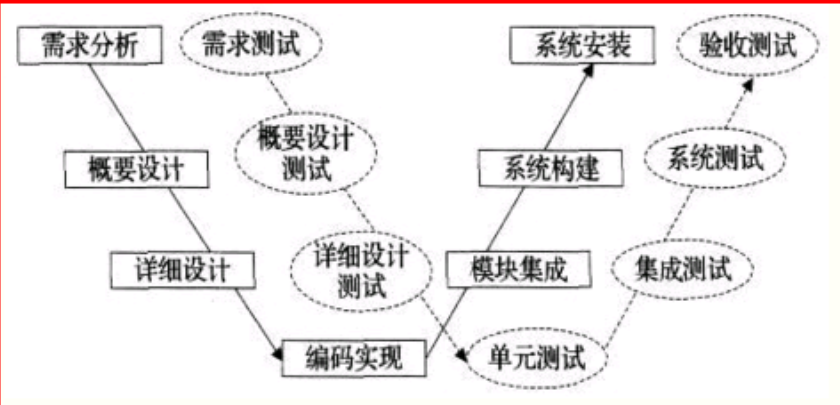 需求分析
需求测试
系统安装
验收测试
概要设计
概要设计
测试
系统构建
系统测试
详细设计
详细设计
测试
模块集成
集成测试
编码实现
单元测试